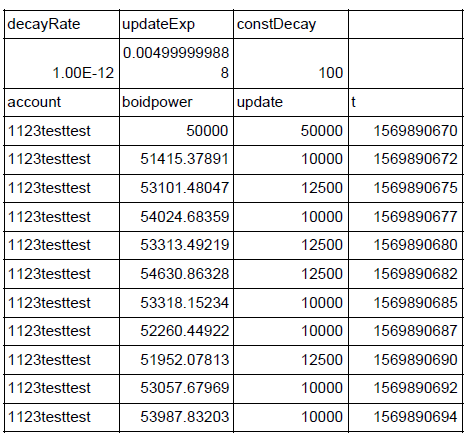 decayRate updateExp constDecay
0.00499999988
1.00E-12 8 100
account boidpower update t
1123testtest 50000 50000 1569890670
1123testtest 51415.37891 10000 1569890672
1123testtest 53101.48047 12500 1569890675
1123testtest 54024.68359 10000 1569890677
1123testtest 53313.49219 12500 1569890680
1123testtest 54630.86328 12500 1569890682
1123testtest 53318.15234 10000 1569890685
1123testtest 52260.44922 10000 1569890687
1123testtest 51952.07813 12500 1569890690
1123testtest 53057.67969 10000 1569890692
1123testtest 53987.83203 10000 1569890694